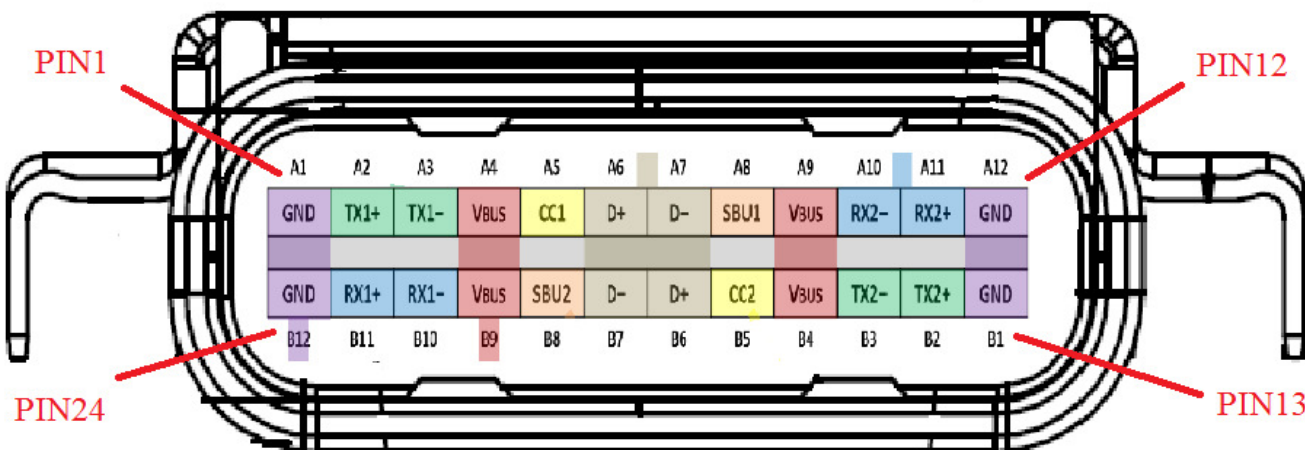 PIN1 PIN12
A1 A2 A3 A4 A5 A6 A7 A8 A9 A10 A11 A12
GND TX1+ TX1− VBUS CC1 D+ D− SBU1 VBUS RX2− RX2+ GND
GND RX1+ RX1− VBUS SBU2 D− D+ CC2 VBUS TX2− TX2+ GND
B12 B11 B10 B9 B8 B7 B6 B5 B4 B3 B2 B1
PIN24 PIN13